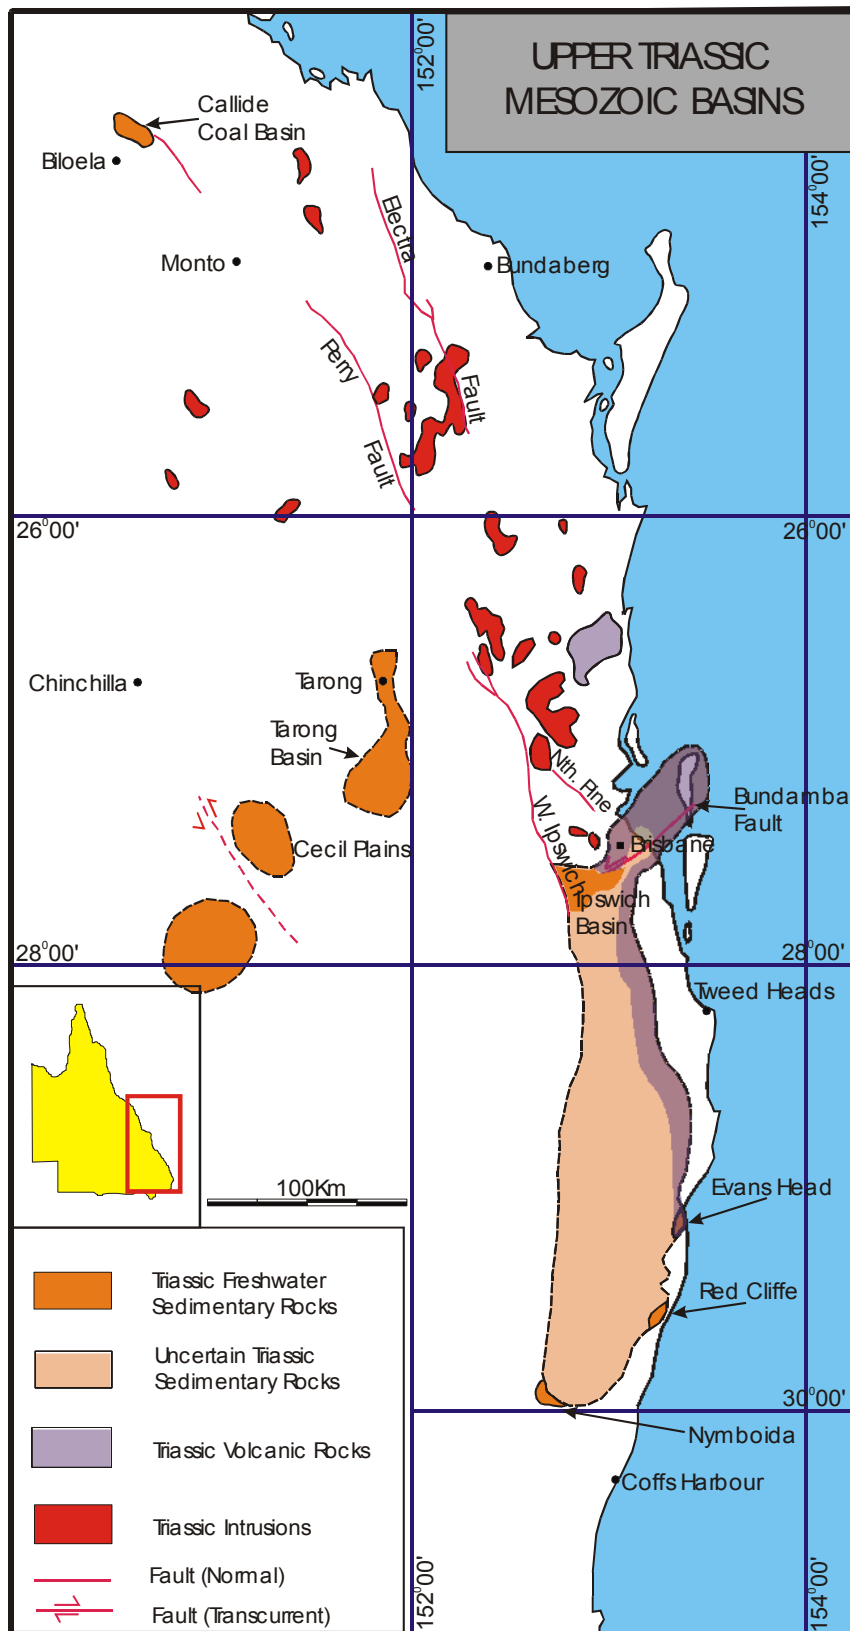 UPPER TRIASSIC
MESOZOIC BASINS
152°00'
154°00'
Callide
Coal Basin
Biloela
Electra
Monto
Bundaberg
Perry
Fault
Fault
26°00'
26°00'
Chinchilla
Tarong
Tarong
Basin
Nth. Pine
W. Ipswich
Bundamba
Fault
Cecil Plains
Brisbane
Ipswich
Basin
28°00'
28°00'
Tweed Heads
100Km
Evans Head
Red Cliffe
30°00'
Nymboida
Coffs Harbour
Triassic Freshwater
Sedimentary Rocks
Uncertain Triassic
Sedimentary Rocks
Triassic Volcanic Rocks
Triassic Intrusions
Fault (Normal)
Fault (Transcurrent)
152°00'
154°00'